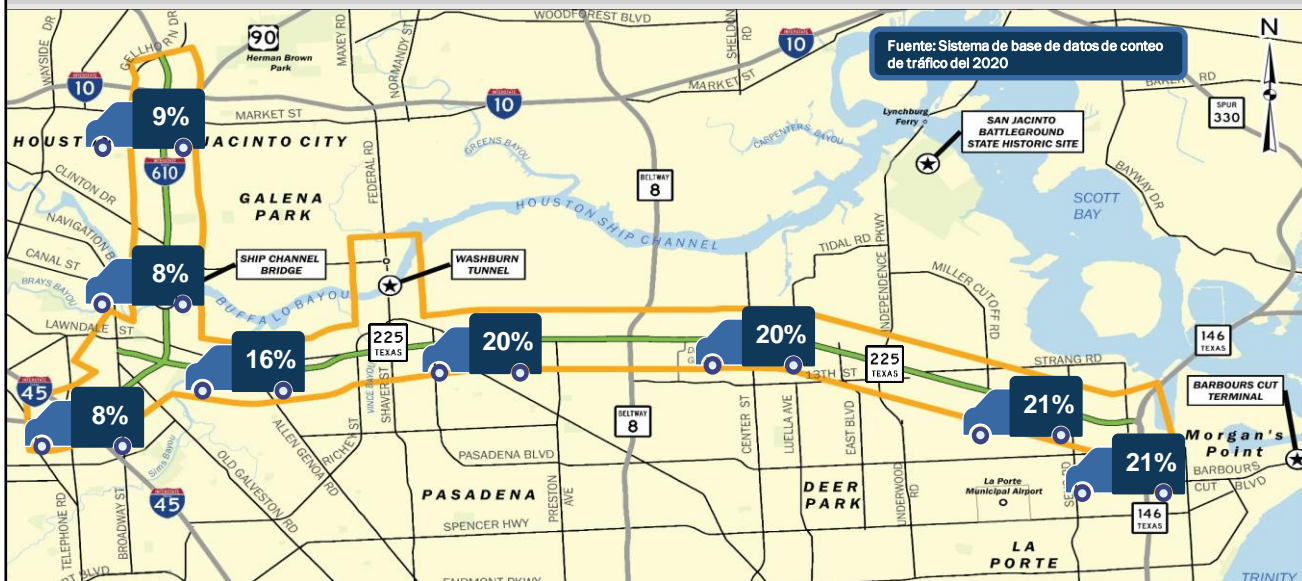 WAYSIDE DR
GELLHORN DR
90
Herman Brown
Park
MAXEY RD
NORMANDY ST
WOODFOREST BLVD
SHELDON
RD
INTERSTATE
10
Fuente: Sistema de base de datos de conteo
de tráfico del 2020
N
INTERSTATE
10
MARKET ST
INTERSTATE
10
MARKET ST
SPUR
330
9%
JACINTO CITY
Lynchburg
Ferry
SAN JACINTO
BATTLEGROUND
STATE HISTORIC SITE
CARPENTERS BAYOU
GREENS BAYOU
FEDERAL RD
610
CLINTON DR
GALENA
PARK
BELTWAY
8
BAYWAY DR
SCOTT
BAY
HOUSTON SHIP CHANNEL
CANAL ST
BRAYS BAYOU
8%
SHIP CHANNEL
BRIDGE
WASHBURN
TUNNEL
TIDAL RD
INDEPENDENCE PKWY
MILLER CUTOFF RD
BUFFALO BAYOU
LAWNDALE ST
16%
225
TEXAS
20%
20%
225
TEXAS
STRANG RD
146
TEXAS
13TH ST
INTERSTATE
45
8%
VINCE BAYOU
SHAVER ST
BELTWAY
8
CENTER ST
LUELLA AVE
EAST BLVD
21%
BARBOURS CUT
TERMINAL
Sims Bayou
ALLEN GENOA RD
RICHEY ST
PASADENA BLVD
21%
Morgan's
Point
BARBOURS
CUT BLVD
TELEPHONE RD
BROADWAY ST
45
OLD GALVESTON RD
PASADENA
PRESTON
AVE
DEER
PARK
UNDERWOOD
RD
La Porte
Municipal Airport
146
TEXAS
SPENCER HWY
LA
PORTE
FAIRMONT PKWY
TRINITY